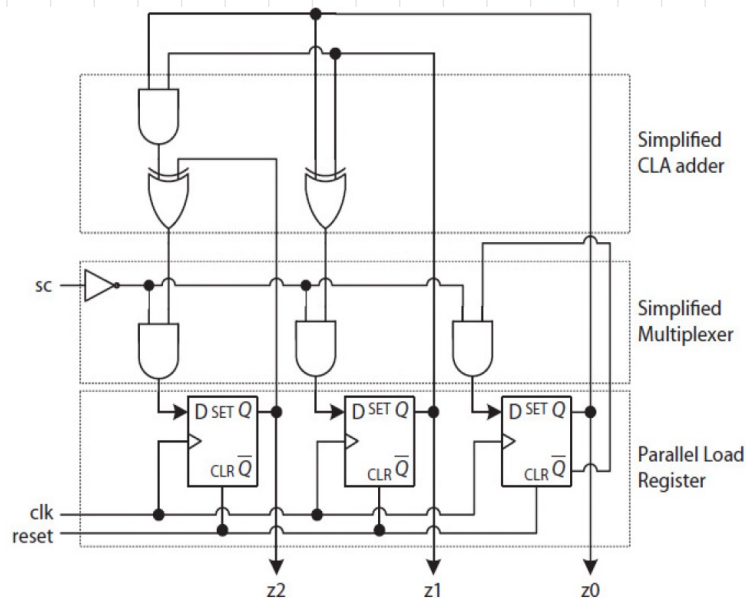 Simplified
CLA adder
sc
Simplified
Multiplexer
D SET Q
CLR Q̅
D SET Q
CLR Q̅
D SET Q
CLR Q̅
Parallel Load
Register
clk
reset
z2
z1
z0